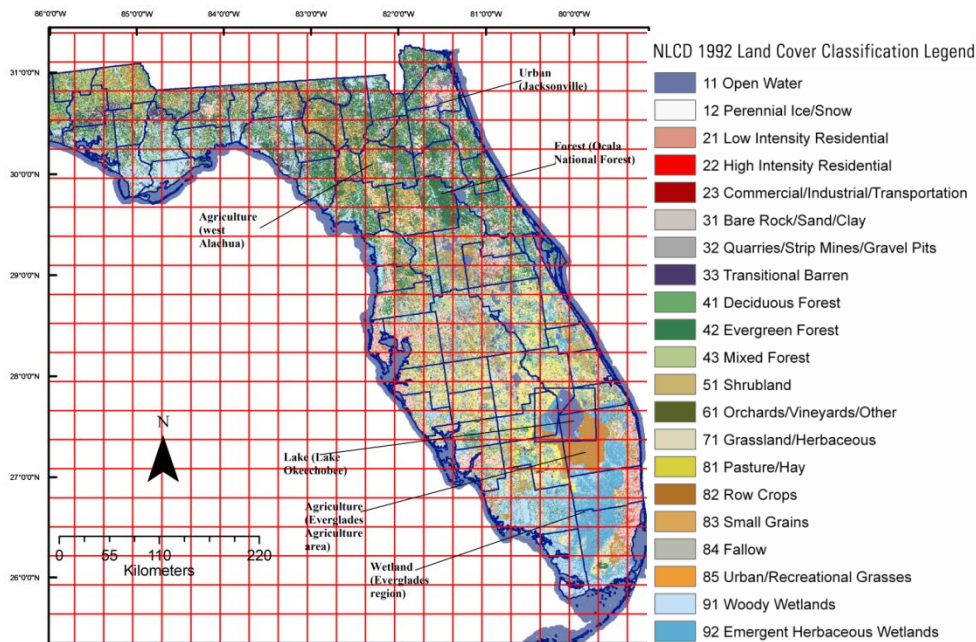 86°0'0"W 85°0'0"W 84°0'0"W 83°0'0"W 82°0'0"W 81°0'0"W 80°0'0"W
31°0'0"N
30°0'0"N
29°0'0"N
28°0'0"N
27°0'0"N
26°0'0"N
Urban
(Jacksonville)
Forest (Ocala
National Forest)
Agriculture
(west
Alachua)
N
Lake (Lake
Okeechobee)
Agriculture
(Everglades
Agriculture
area)
Wetland
(Everglades
region)
0 55 110 220
Kilometers
NLCD 1992 Land Cover Classification Legend
11 Open Water
12 Perennial Ice/Snow
21 Low Intensity Residential
22 High Intensity Residential
23 Commercial/Industrial/Transportation
31 Bare Rock/Sand/Clay
32 Quarries/Strip Mines/Gravel Pits
33 Transitional Barren
41 Deciduous Forest
42 Evergreen Forest
43 Mixed Forest
51 Shrubland
61 Orchards/Vineyards/Other
71 Grassland/Herbaceous
81 Pasture/Hay
82 Row Crops
83 Small Grains
84 Fallow
85 Urban/Recreational Grasses
91 Woody Wetlands
92 Emergent Herbaceous Wetlands